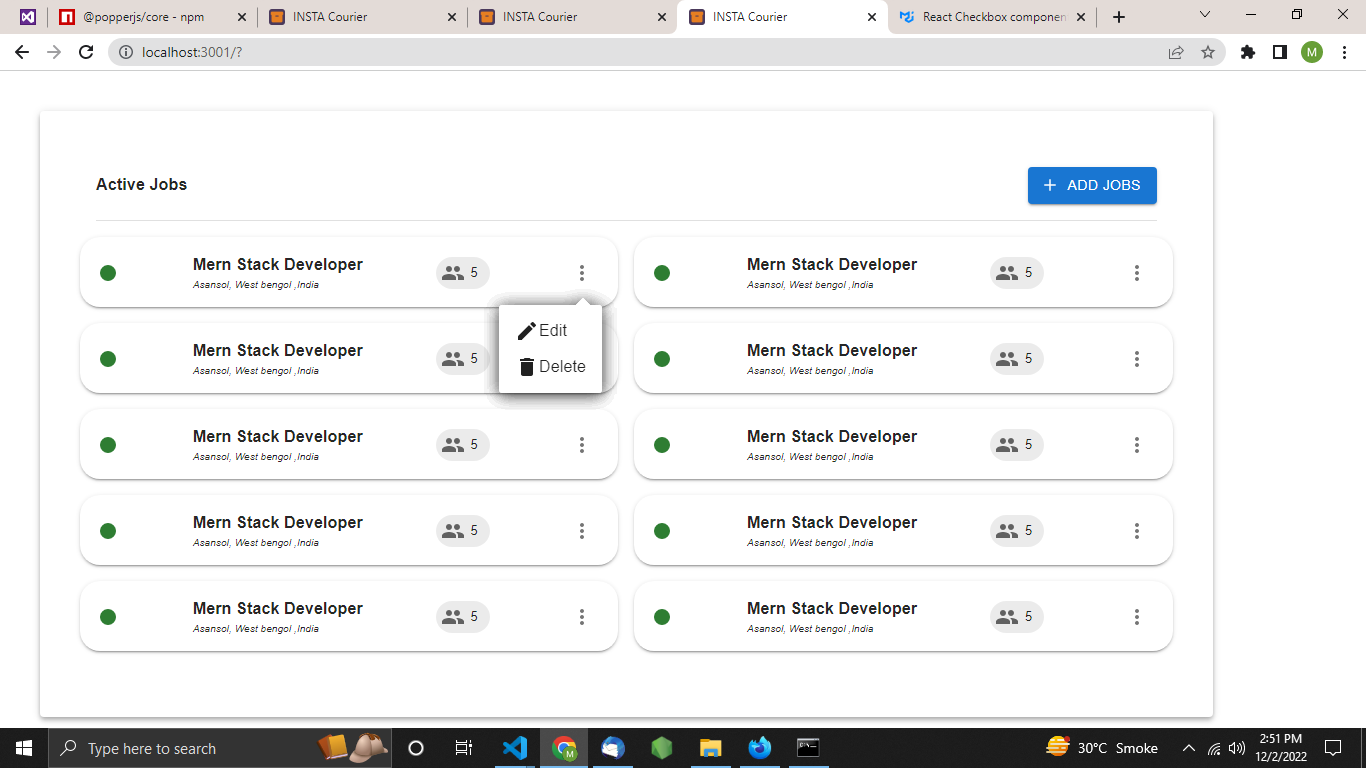 @popperjs/core - npm
INSTA Courier
INSTA Courier
INSTA Courier
React Checkbox componen
localhost:3001/?
M
Active Jobs
ADD JOBS
Mern Stack Developer
Asansol, West bengol ,India
5
Mern Stack Developer
Asansol, West bengol ,India
5
Edit
Delete
Mern Stack Developer
Asansol, West bengol ,India
5
Mern Stack Developer
Asansol, West bengol ,India
5
Mern Stack Developer
Asansol, West bengol ,India
5
Mern Stack Developer
Asansol, West bengol ,India
5
Mern Stack Developer
Asansol, West bengol ,India
5
Mern Stack Developer
Asansol, West bengol ,India
5
Mern Stack Developer
Asansol, West bengol ,India
5
Mern Stack Developer
Asansol, West bengol ,India
5
Type here to search
M
30°C Smoke
2:51 PM
12/2/2022